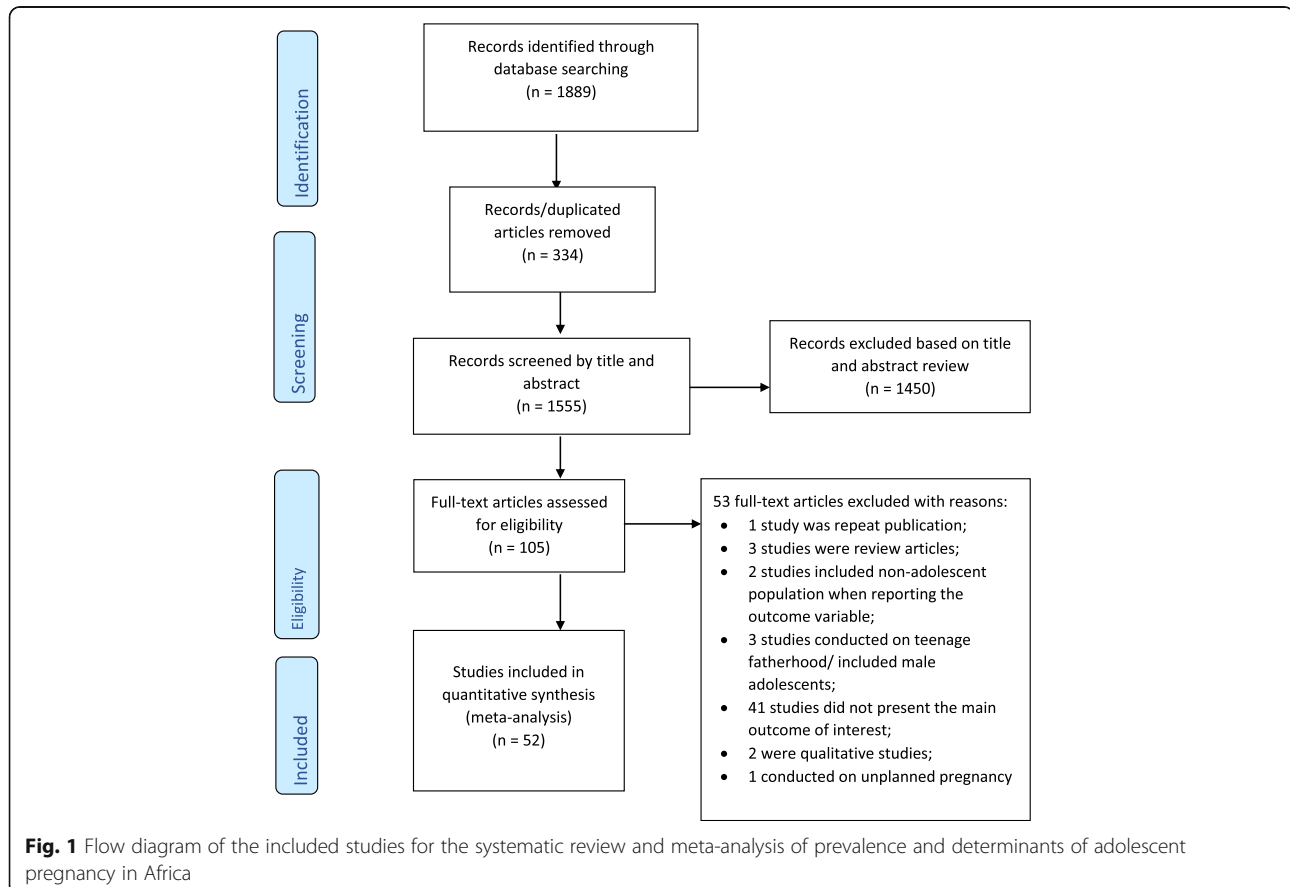 Identification
Records identified through
database searching
(n = 1889)
Records/duplicated
articles removed
(n = 334)
Screening
Records screened by title and
abstract
(n = 1555)
Records excluded based on title
and abstract review
(n = 1450)
Eligibility
Full-text articles assessed
for eligibility
(n = 105)
53 full-text articles excluded with reasons:
• 1 study was repeat publication;
• 3 studies were review articles;
• 2 studies included non-adolescent
population when reporting the
outcome variable;
• 3 studies conducted on teenage
fatherhood/ included male
adolescents;
• 41 studies did not present the main
outcome of interest;
• 2 were qualitative studies;
• 1 conducted on unplanned pregnancy
Included
Studies included in
quantitative synthesis
(meta-analysis)
(n = 52)
Fig. 1 Flow diagram of the included studies for the systematic review and meta-analysis of prevalence and determinants of adolescent
pregnancy in Africa